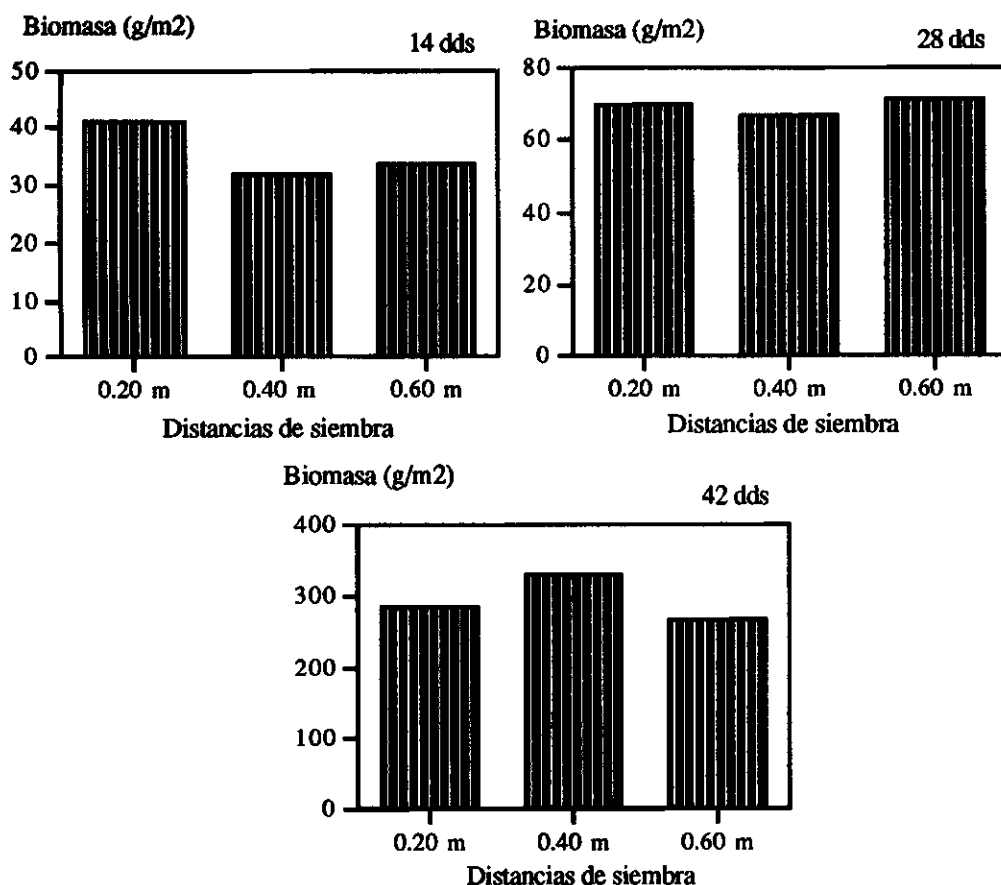 Biomasa (g/m2)
14 dds
50
40
30
20
10
0
0.20 m 0.40 m 0.60 m
Distancias de siembra
Biomasa (g/m2)
28 dds
80
60
40
20
0
0.20 m 0.40 m 0.60 m
Distancias de siembra
Biomasa (g/m2)
42 dds
400
300
200
100
0
0.20 m 0.40 m 0.60 m
Distancias de siembra